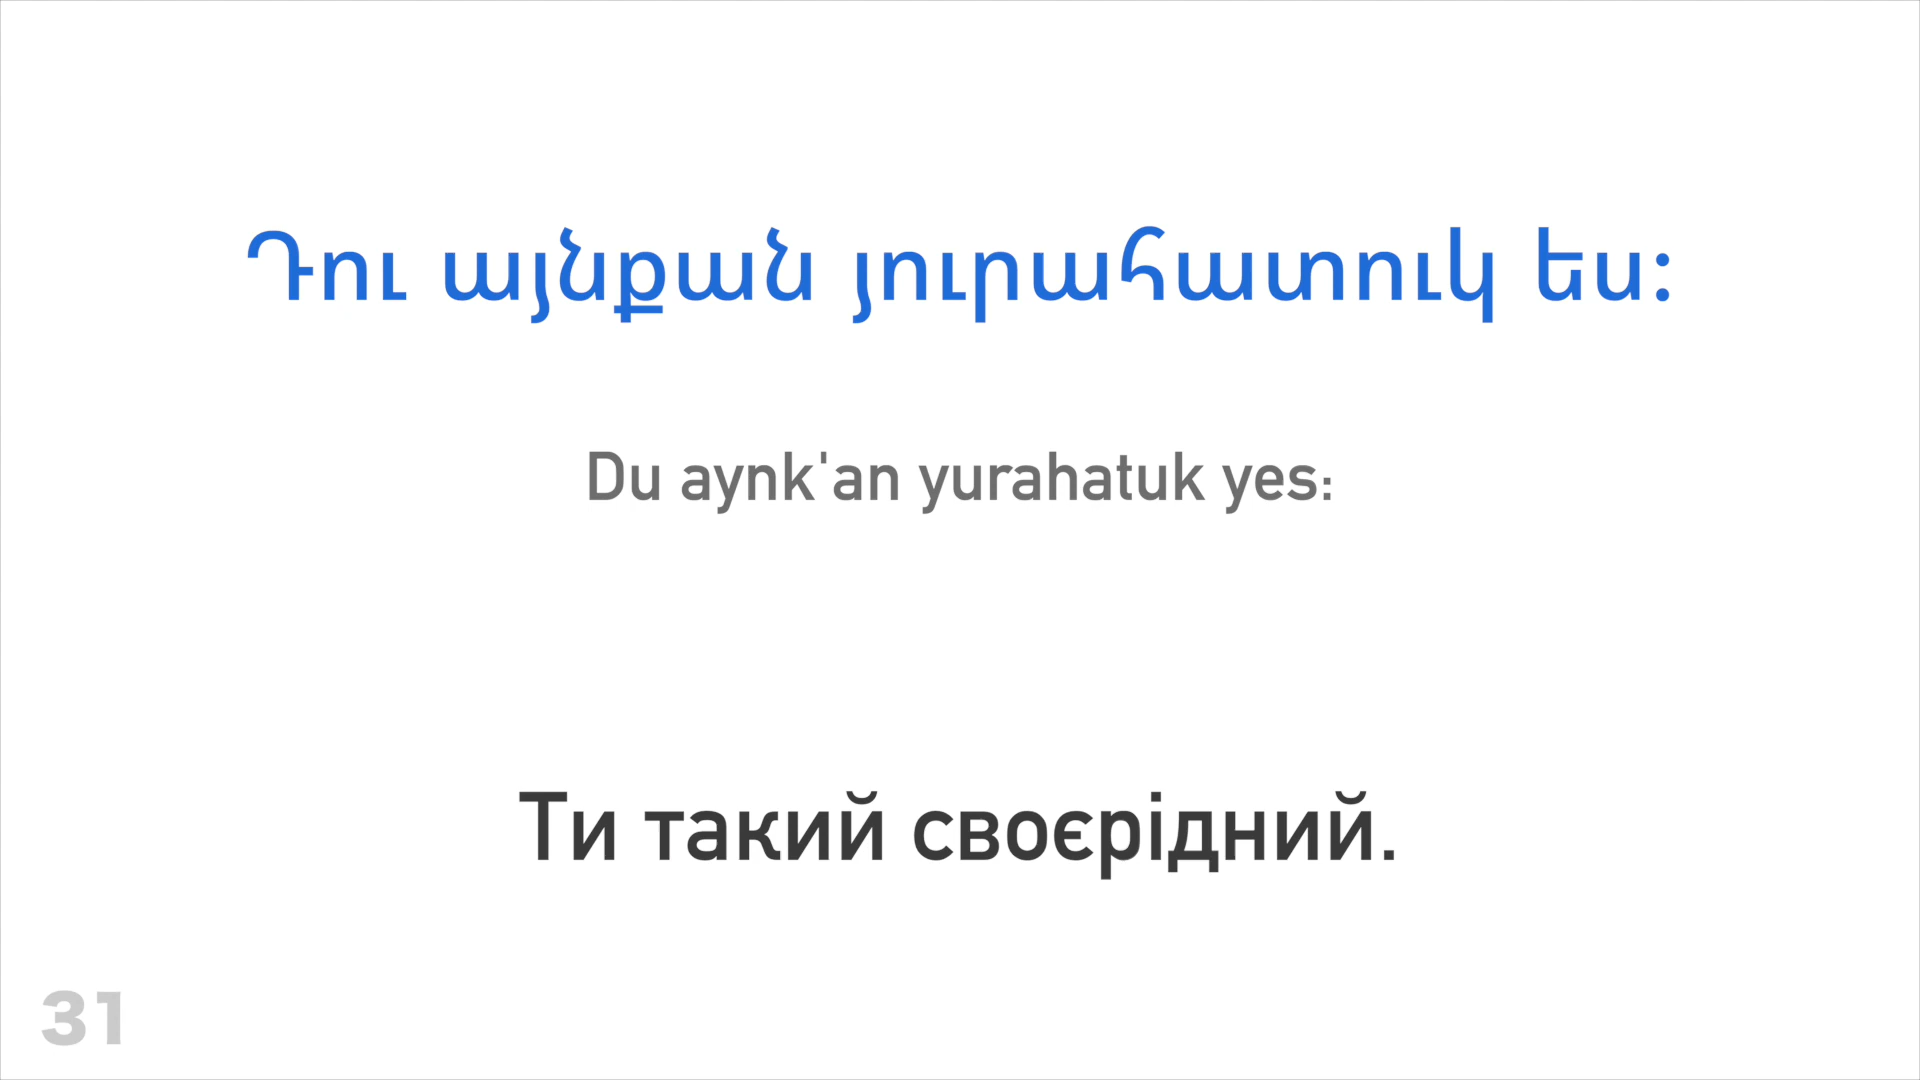 Դու այնքան յուրահատուկ ես:
Du aynk'an yurahatuk yes:
Ти такий своєрідний.
31